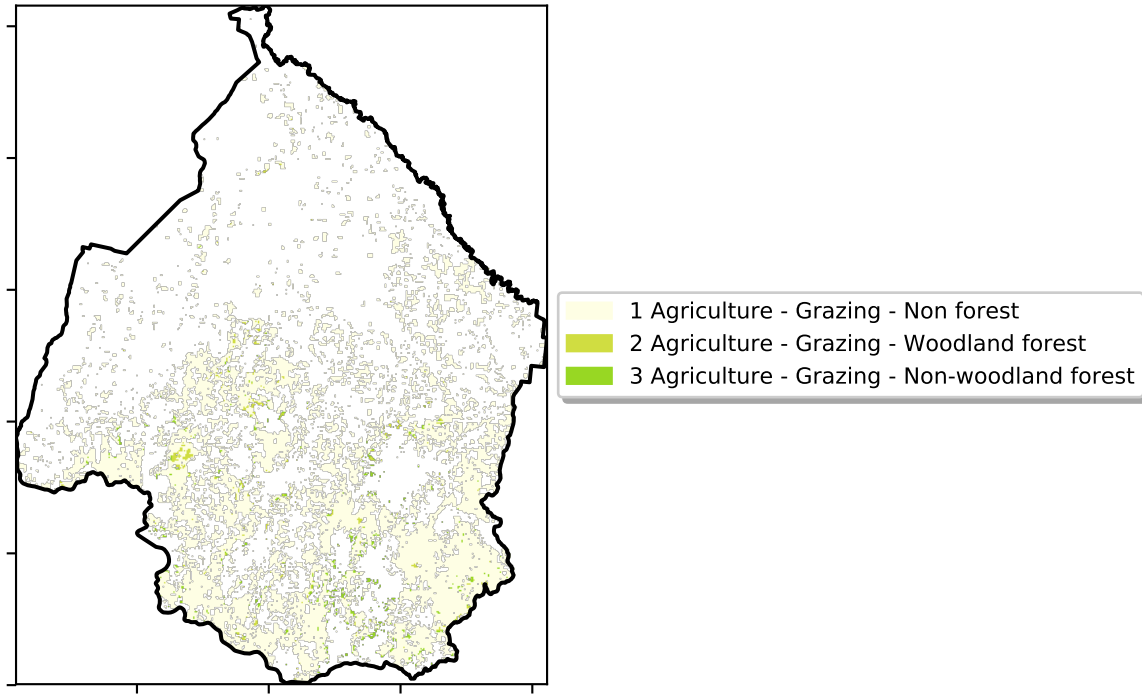 1 Agriculture - Grazing - Non forest
2 Agriculture - Grazing - Woodland forest
3 Agriculture - Grazing - Non-woodland forest